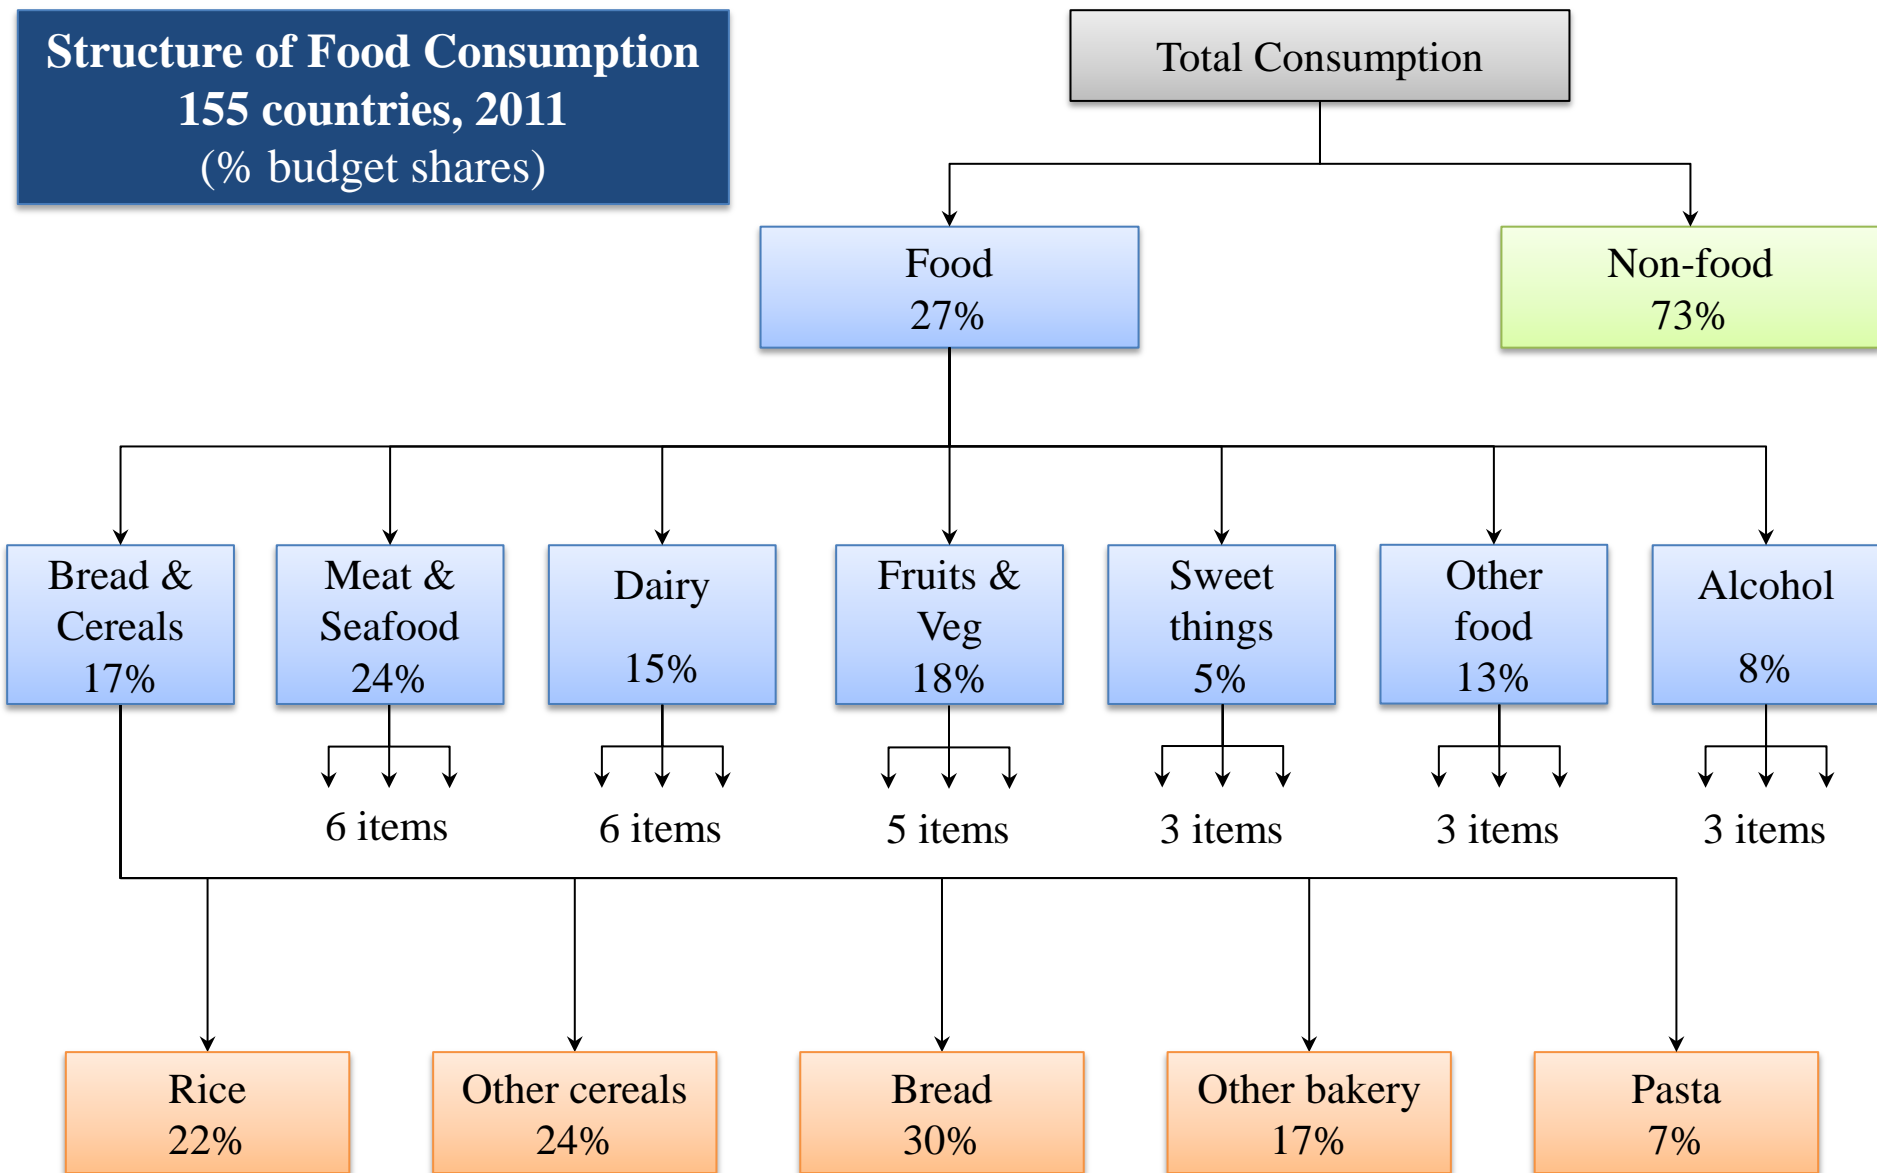 Structure of Food Consumption
155 countries, 2011
(% budget shares)
Total Consumption
Food
27%
Non-food
73%
Bread &
Cereals
17%
Meat &
Seafood
24%
Dairy
15%
Fruits &
Veg
18%
Sweet
things
5%
Other
food
13%
Alcohol
8%
6 items
6 items
5 items
3 items
3 items
3 items
Rice
22%
Other cereals
24%
Bread
30%
Other bakery
17%
Pasta
7%